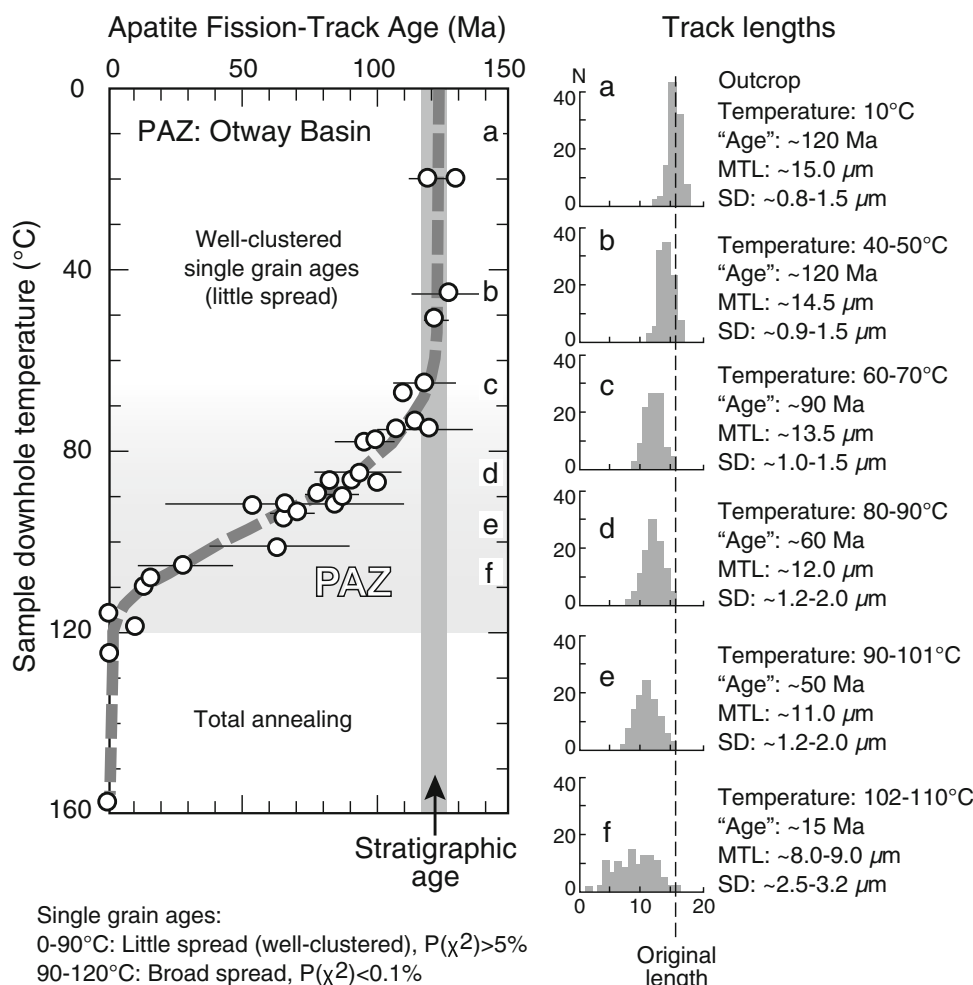 Apatite Fission-Track Age (Ma)
0 50 100 150
Sample downhole temperature (°C)
0
40
80
120
160
PAZ: Otway Basin
a
Well-clustered
single grain ages
(little spread)
b
c
d
e
f
PAZ
Total annealing
Stratigraphic
age
Single grain ages:
0-90°C: Little spread (well-clustered), P(χ2)>5%
90-120°C: Broad spread, P(χ2)<0.1%
Track lengths
N
40
20
0
a
Outcrop
Temperature: 10°C
“Age”: ~120 Ma
MTL: ~15.0 µm
SD: ~0.8-1.5 µm
40
20
0
b
Temperature: 40-50°C
“Age”: ~120 Ma
MTL: ~14.5 µm
SD: ~0.9-1.5 µm
40
20
0
c
Temperature: 60-70°C
“Age”: ~90 Ma
MTL: ~13.5 µm
SD: ~1.0-1.5 µm
40
20
0
d
Temperature: 80-90°C
“Age”: ~60 Ma
MTL: ~12.0 µm
SD: ~1.2-2.0 µm
40
20
0
e
Temperature: 90-101°C
“Age”: ~50 Ma
MTL: ~11.0 µm
SD: ~1.2-2.0 µm
40
20
0
f
Temperature: 102-110°C
“Age”: ~15 Ma
MTL: ~8.0-9.0 µm
SD: ~2.5-3.2 µm
0 10 20
Original
length